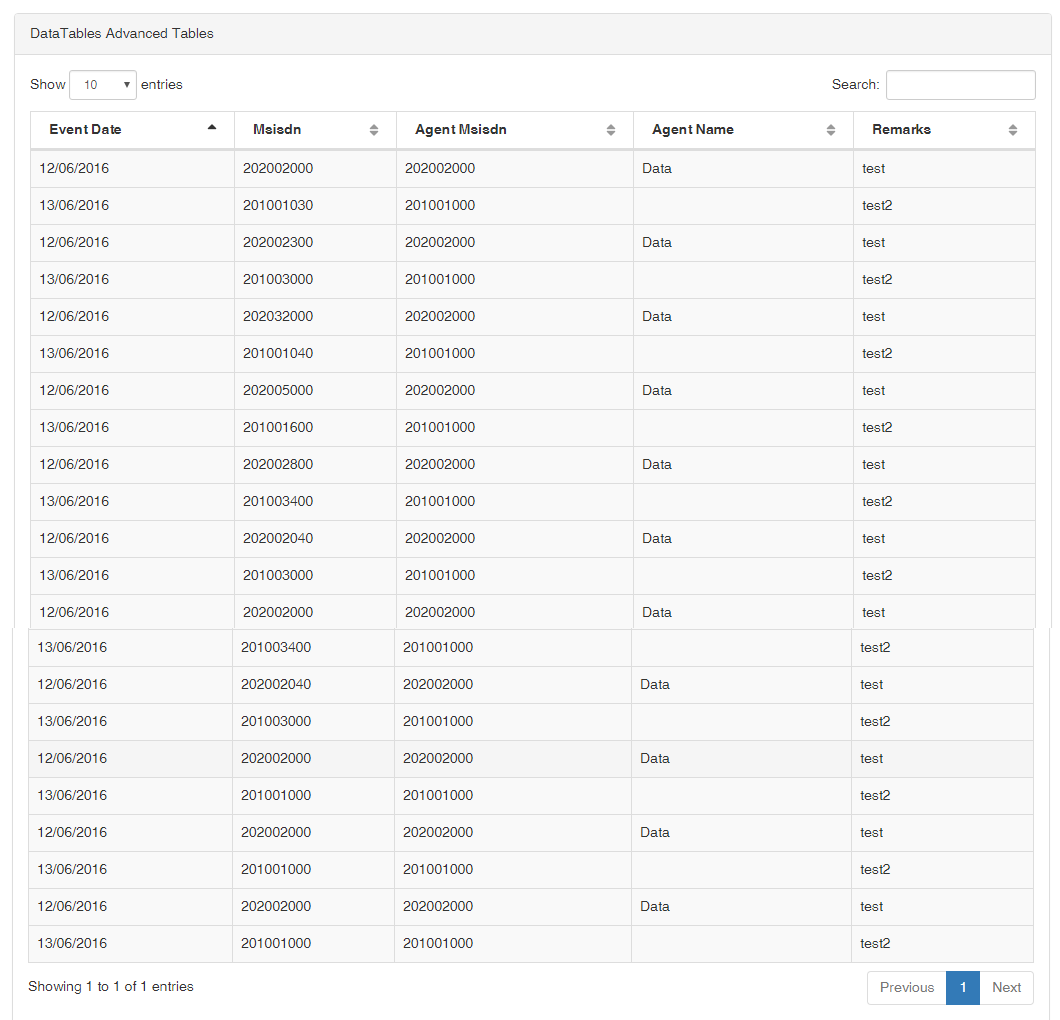 DataTables Advanced Tables
Show 10 entries Search:
Event Date Msisdn Agent Msisdn Agent Name Remarks
12/06/2016 202002000 202002000 Data test
13/06/2016 201001030 201001000 test2
12/06/2016 202002300 202002000 Data test
13/06/2016 201003000 201001000 test2
12/06/2016 202032000 202002000 Data test
13/06/2016 201001040 201001000 test2
12/06/2016 202005000 202002000 Data test
13/06/2016 201001600 201001000 test2
12/06/2016 202002800 202002000 Data test
13/06/2016 201003400 201001000 test2
12/06/2016 202002040 202002000 Data test
13/06/2016 201003000 201001000 test2
12/06/2016 202002000 202002000 Data test
13/06/2016 201003400 201001000 test2
12/06/2016 202002040 202002000 Data test
13/06/2016 201003000 201001000 test2
12/06/2016 202002000 202002000 Data test
13/06/2016 201001000 201001000 test2
12/06/2016 202002000 202002000 Data test
13/06/2016 201001000 201001000 test2
12/06/2016 202002000 202002000 Data test
13/06/2016 201001000 201001000 test2
Showing 1 to 1 of 1 entries Previous 1 Next